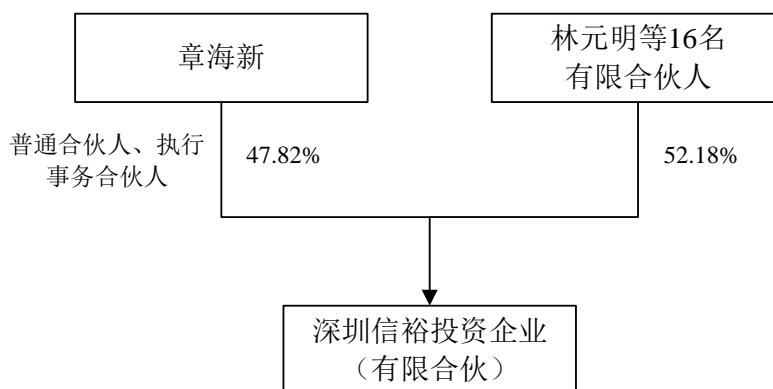 章海新
林元明等16名
有限合伙人
普通合伙人、执行
事务合伙人
47.82%
52.18%
深圳信裕投资企业
（有限合伙）